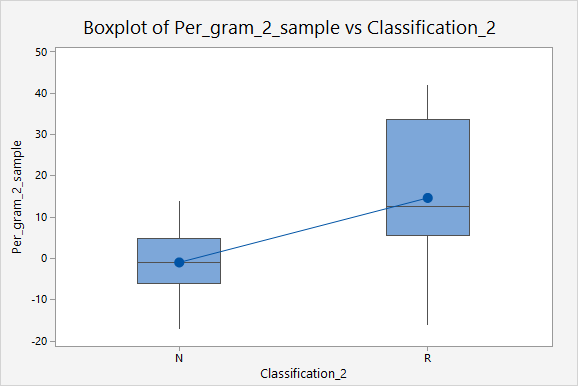 Boxplot of Per_gram_2_sample vs Classification_2
Per_gram_2_sample
50
40
30
20
10
0
-10
-20
N
R
Classification_2